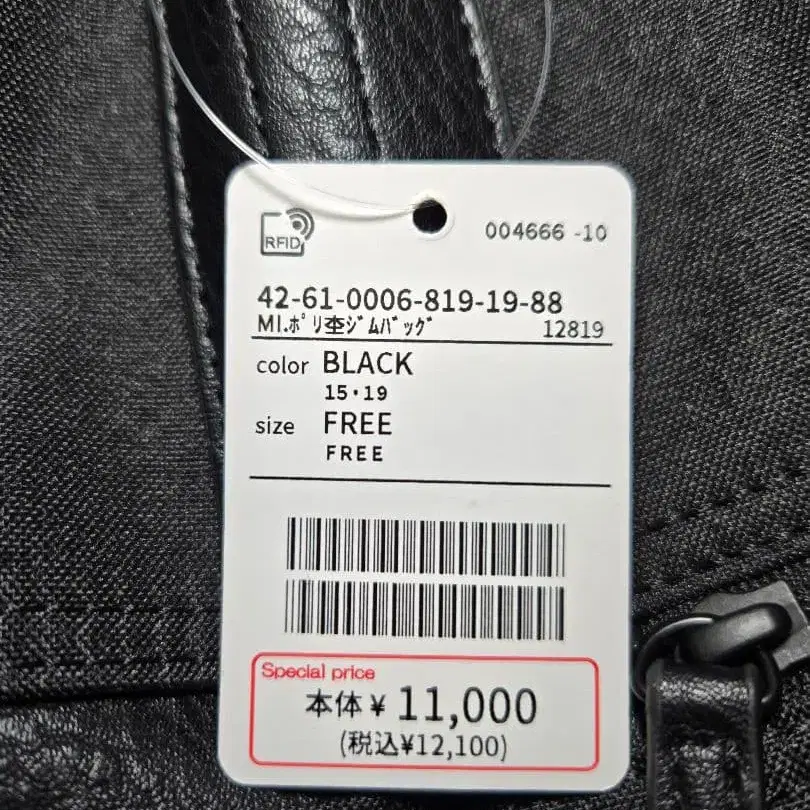 RFID
004666 -10
42-61-0006-819-19-88
MI.ﾎﾟﾘ杢ｼﾞﾑﾊﾞｯｸﾞ 12819
color BLACK
15・19
size FREE
FREE
Special price
本体¥11,000
(税込¥12,100)